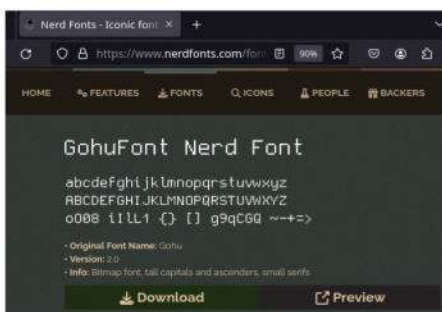 Nerd Fonts - Iconic font
https://www.nerdfonts.com/fon 90%
HOME FEATURES FONTS ICONS PEOPLE BACKERS
GohuFont Nerd Font
abcdefghijklmnopqrstuvwxyz
ABCDEFGHIJKLMNOPQRSTUVWXYZ
oO08 iIlL1 {} [] g9qCGQ ~-+=>
• Original Font Name: Gohu
• Version: 2.0
• Info: Bitmap font, tall capitals and ascenders, small serifs
Download Preview